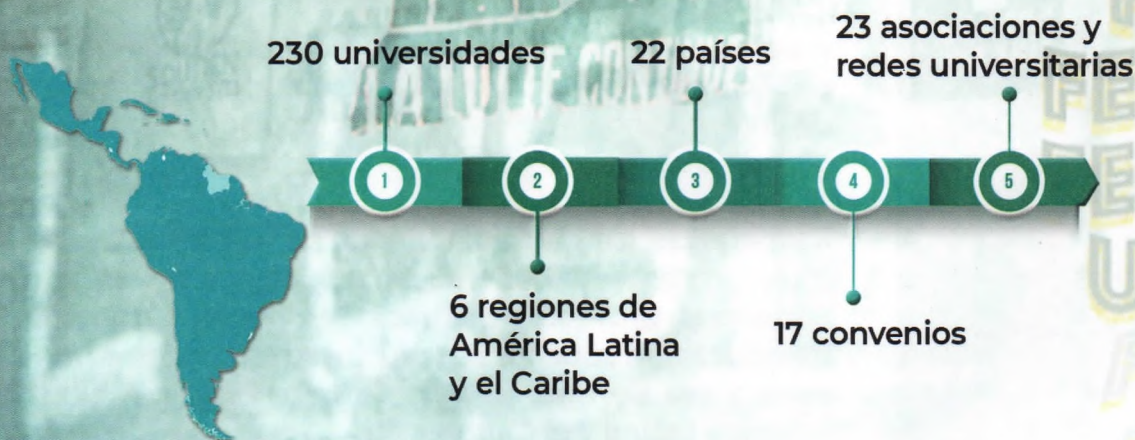 230 universidades
22 países
23 asociaciones y
redes universitarias
1
2
3
4
5
6 regiones de
América Latina
y el Caribe
17 convenios